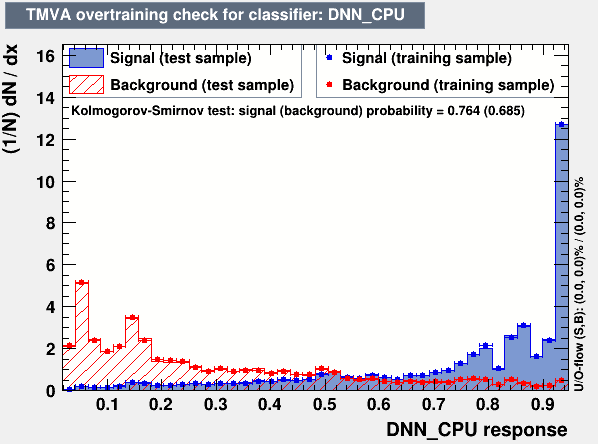 TMVA overtraining check for classifier: DNN_CPU
(1/N) dN / dx
16
14
12
10
8
6
4
2
0
Signal (test sample)
Background (test sample)
Signal (training sample)
Background (training sample)
Kolmogorov-Smirnov test: signal (background) probability = 0.764 (0.685)
U/O-flow (S,B): (0.0, 0.0)% / (0.0, 0.0)%
0.1 0.2 0.3 0.4 0.5 0.6 0.7 0.8 0.9
DNN_CPU response